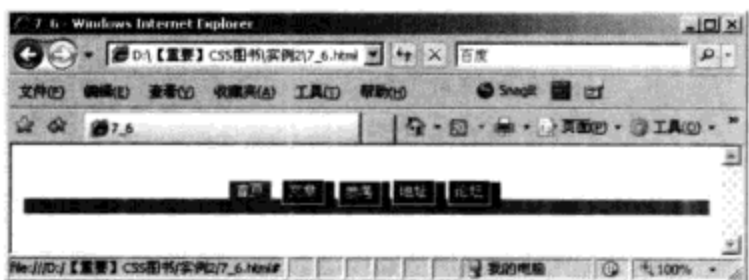 7_6 - Windows Internet Explorer
D:\【重要】CSS图书\实例2\7_6.html 百度
文件(F) 编辑(E) 查看(V) 收藏夹(A) 工具(T) 帮助(H) SnagIt
7_6 页面(P) 工具(O)
首页 文章 地址 论坛
file:///D:/【重要】CSS图书/实例2/7_6.html# 我的电脑 100%